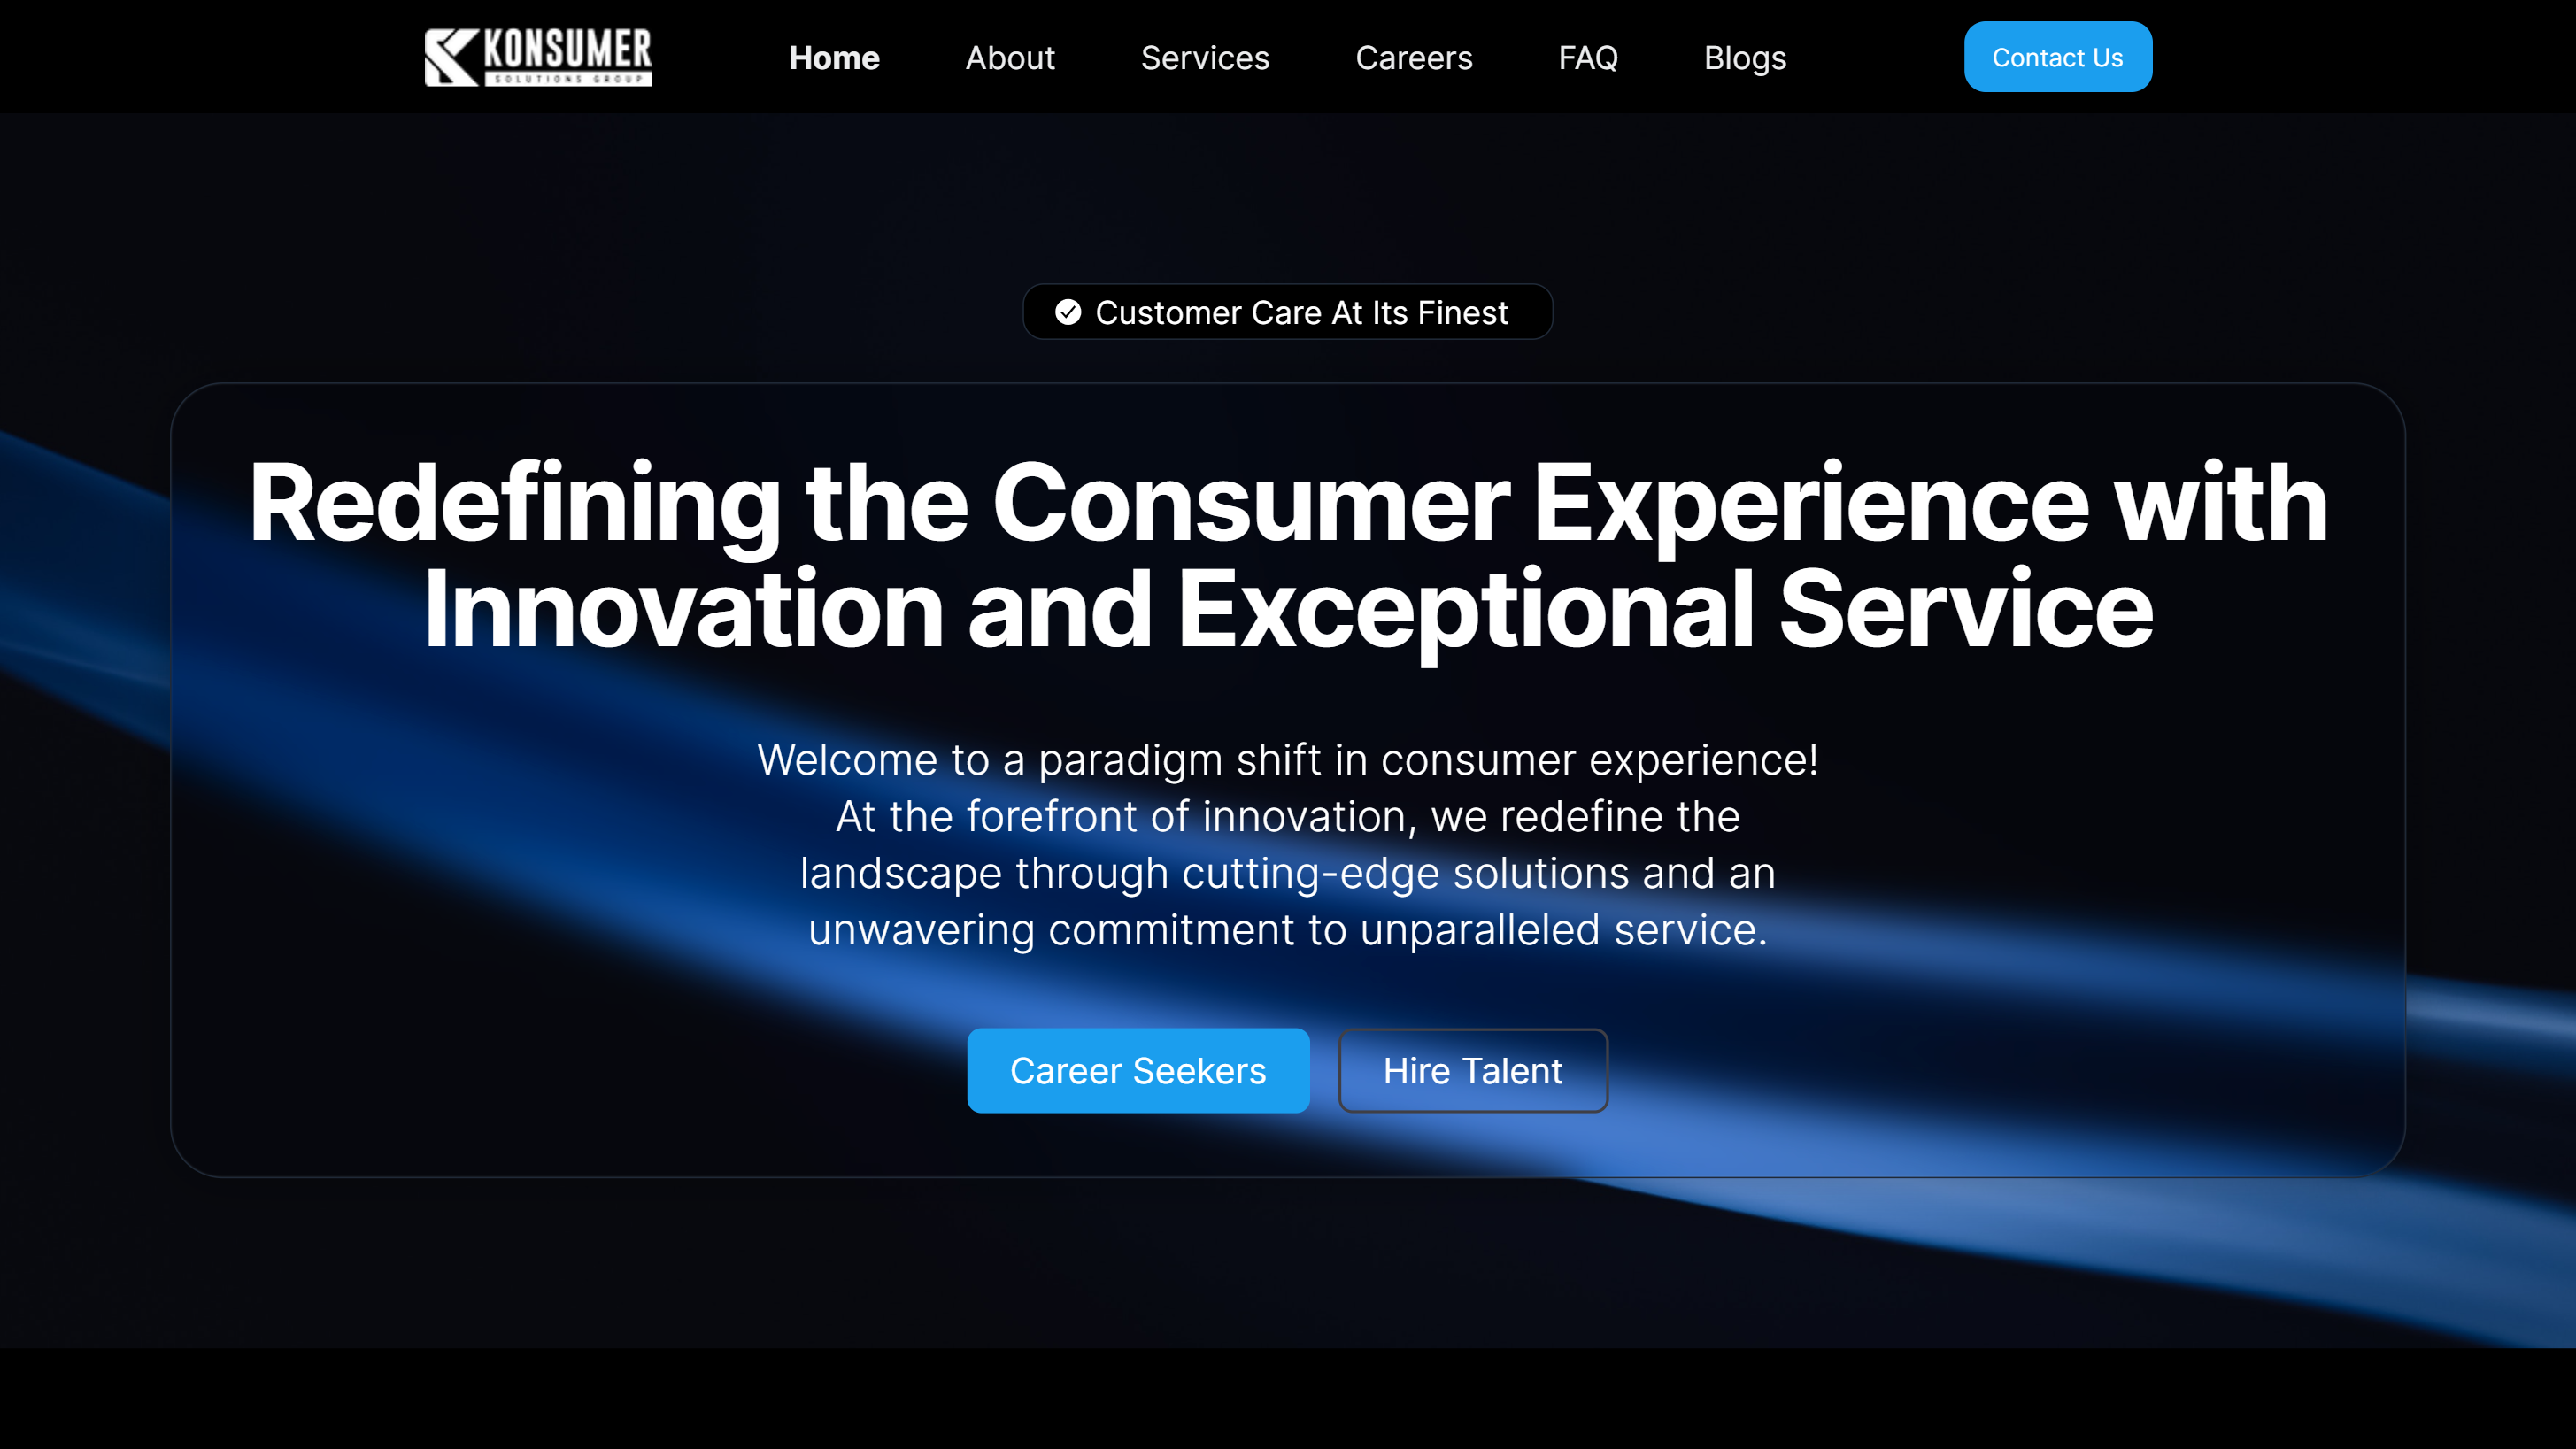 KONSUMER
SOLUTIONS GROUP
Home
About
Services
Careers
FAQ
Blogs
Contact Us
Customer Care At Its Finest
Redefining the Consumer Experience with
Innovation and Exceptional Service
Welcome to a paradigm shift in consumer experience!
At the forefront of innovation, we redefine the
landscape through cutting-edge solutions and an
unwavering commitment to unparalleled service.
Career Seekers
Hire Talent